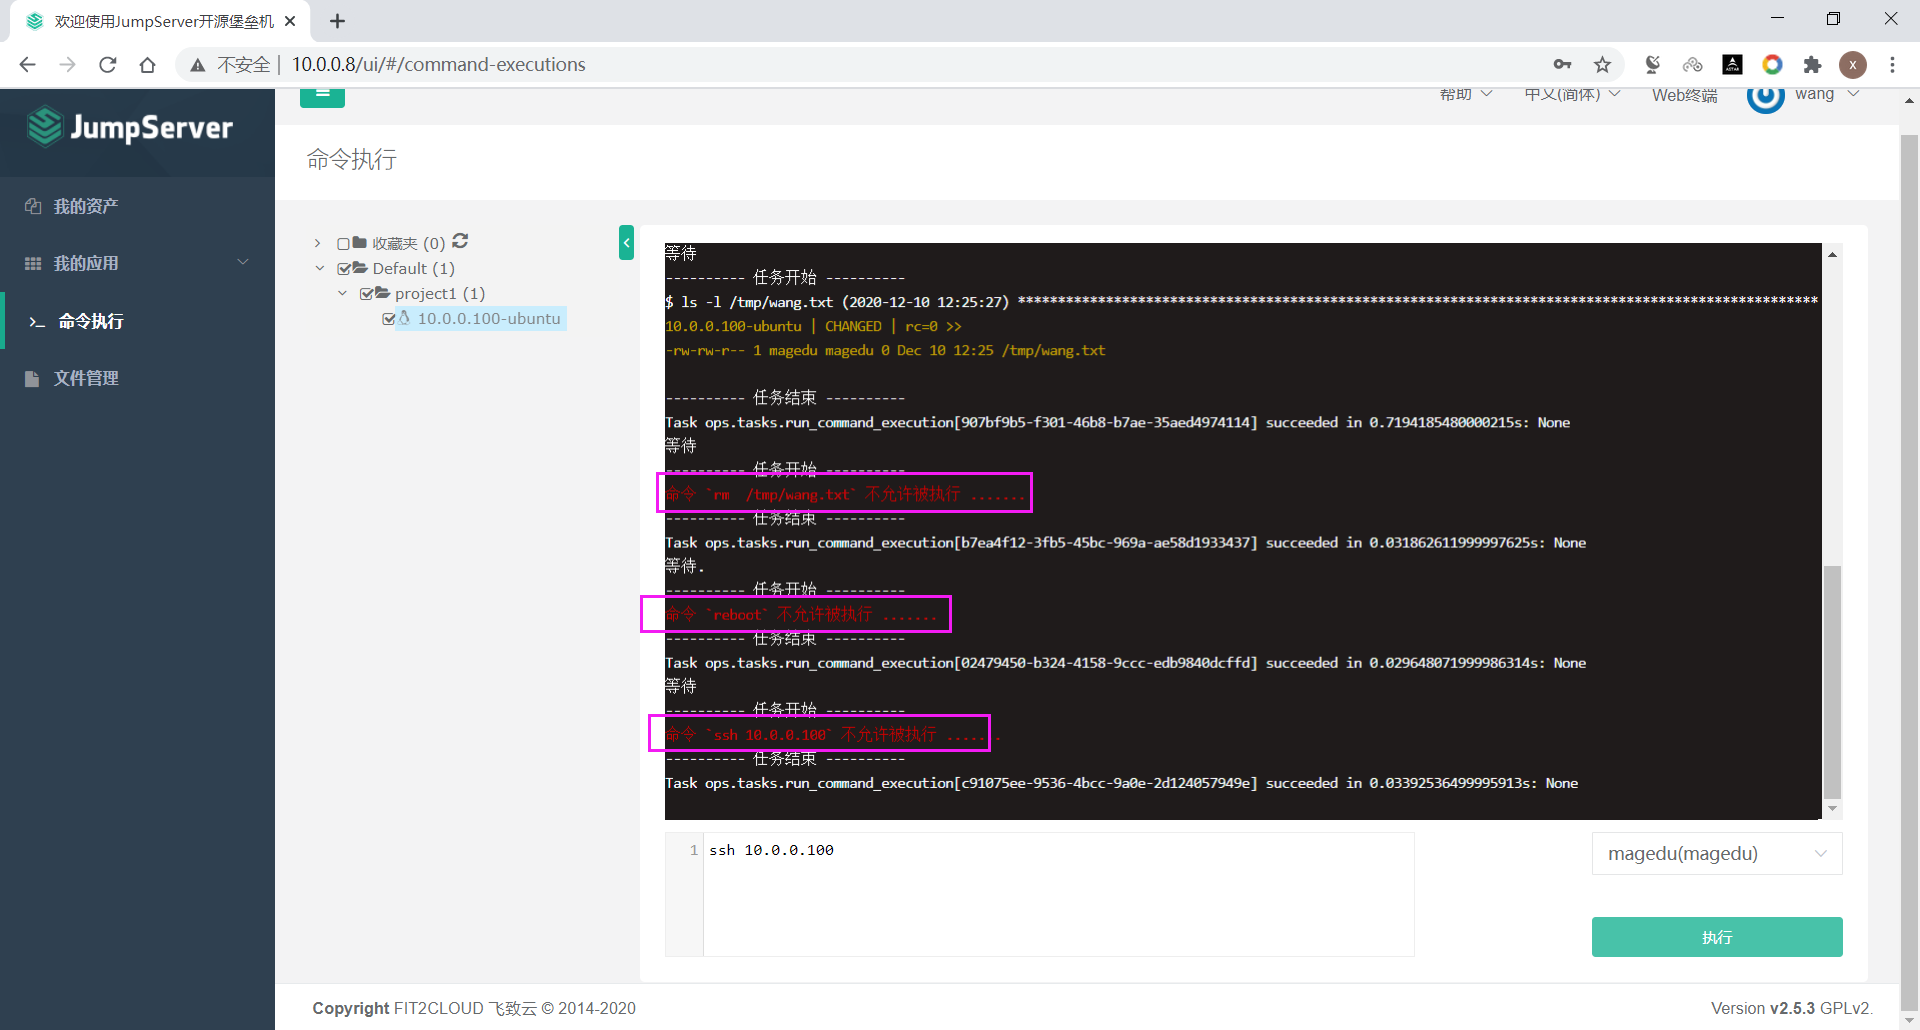 欢迎使用JumpServer开源堡垒机
不安全 10.0.0.8/ui/#/command-executions
X
JumpServer
帮助
中文(简体)
Web终端
wang
命令执行
我的资产
我的应用
命令执行
文件管理
收藏夹 (0)
Default (1)
project1 (1)
10.0.0.100-ubuntu
等待
---------- 任务开始 ----------
$ ls -l /tmp/wang.txt (2020-12-10 12:25:27) ****************************************************************************************************
10.0.0.100-ubuntu | CHANGED | rc=0 >>
-rw-rw-r-- 1 magedu magedu 0 Dec 10 12:25 /tmp/wang.txt
---------- 任务结束 ----------
Task ops.tasks.run_command_execution[907bf9b5-f301-46b8-b7ae-35aed4974114] succeeded in 0.7194185480000215s: None
等待
---------- 任务开始 ----------
命令 `rm  /tmp/wang.txt` 不允许被执行 .......
---------- 任务结束 ----------
Task ops.tasks.run_command_execution[b7ea4f12-3fb5-45bc-969a-ae58d1933437] succeeded in 0.031862611999997625s: None
等待.
---------- 任务开始 ----------
命令 `reboot` 不允许被执行 .......
---------- 任务结束 ----------
Task ops.tasks.run_command_execution[02479450-b324-4158-9ccc-edb9840dcffd] succeeded in 0.029648071999986314s: None
等待
---------- 任务开始 ----------
命令 `ssh 10.0.0.100` 不允许被执行 .......
---------- 任务结束 ----------
Task ops.tasks.run_command_execution[c91075ee-9536-4bcc-9a0e-2d124057949e] succeeded in 0.03392536499995913s: None
1 ssh 10.0.0.100
magedu(magedu)
执行
Copyright FIT2CLOUD 飞致云 © 2014-2020
Version v2.5.3 GPLv2.